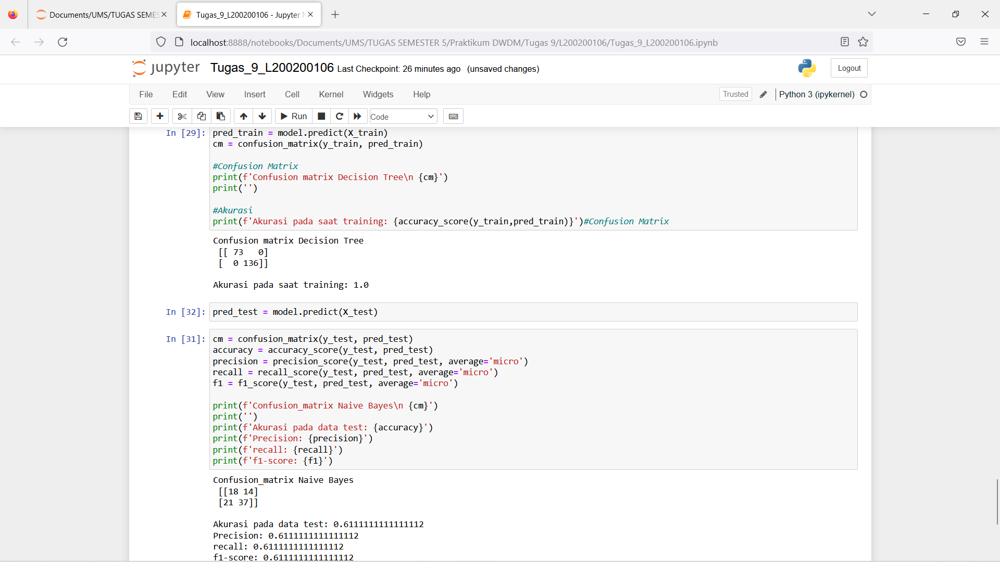 Documents/UMS/TUGAS SEMES
Tugas_9_L200200106 - Jupyter N
localhost:8888/notebooks/Documents/UMS/TUGAS SEMESTER 5/Praktikum DWDM/Tugas 9/L200200106/Tugas_9_L200200106.ipynb
jupyter Tugas_9_L200200106 Last Checkpoint: 26 minutes ago (unsaved changes)
Logout
File Edit View Insert Cell Kernel Widgets Help
Trusted
Python 3 (ipykernel)
Run
Code
In [29]: pred_train = model.predict(X_train)
cm = confusion_matrix(y_train, pred_train)
#Confusion Matrix
print(f'Confusion matrix Decision Tree\n {cm}')
print('')
#Akurasi
print(f'Akurasi pada saat training: {accuracy_score(y_train,pred_train)}')#Confusion Matrix
Confusion matrix Decision Tree
[[ 73   0]
[  0 136]]
Akurasi pada saat training: 1.0
In [32]: pred_test = model.predict(X_test)
In [31]: cm = confusion_matrix(y_test, pred_test)
accuracy = accuracy_score(y_test, pred_test)
precision = precision_score(y_test, pred_test, average='micro')
recall = recall_score(y_test, pred_test, average='micro')
f1 = f1_score(y_test, pred_test, average='micro')
print(f'Confusion_matrix Naive Bayes\n {cm}')
print('')
print(f'Akurasi pada data test: {accuracy}')
print(f'Precision: {precision}')
print(f'recall: {recall}')
print(f'f1-score: {f1}')
Confusion_matrix Naive Bayes
[[18 14]
[21 37]]
Akurasi pada data test: 0.6111111111111112
Precision: 0.6111111111111112
recall: 0.6111111111111112
f1-score: 0.6111111111111112